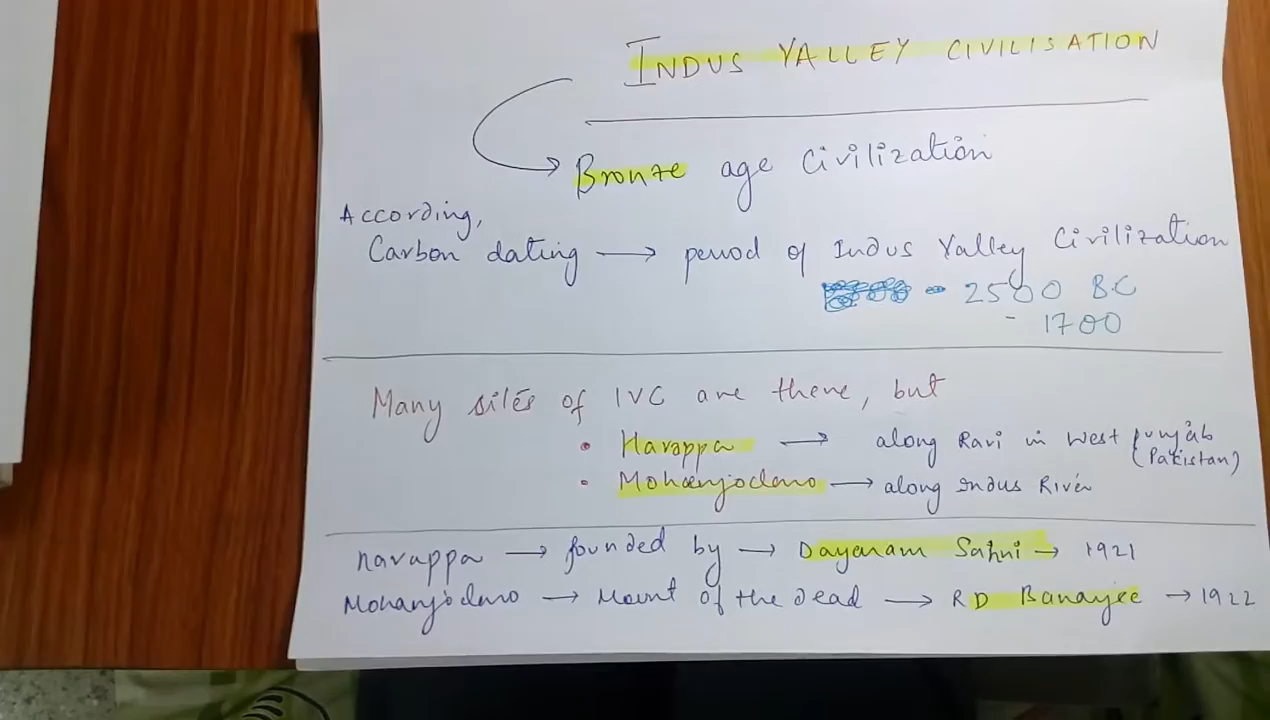 INDUS VALLEY CIVILISATION
Bronze age Civilization
According,
Carbon dating → period of Indus Valley Civilization
- 2500 BC
- 1700
Many sites of IVC are there, but
• Harappa → along Ravi in West punjab
(Pakistan)
• Mohanjodaro → along Indus River
harappa → founded by → Dayaram Sahni → 1921
Mohanjodaro → Mount of the dead → RD Banarjee → 1922